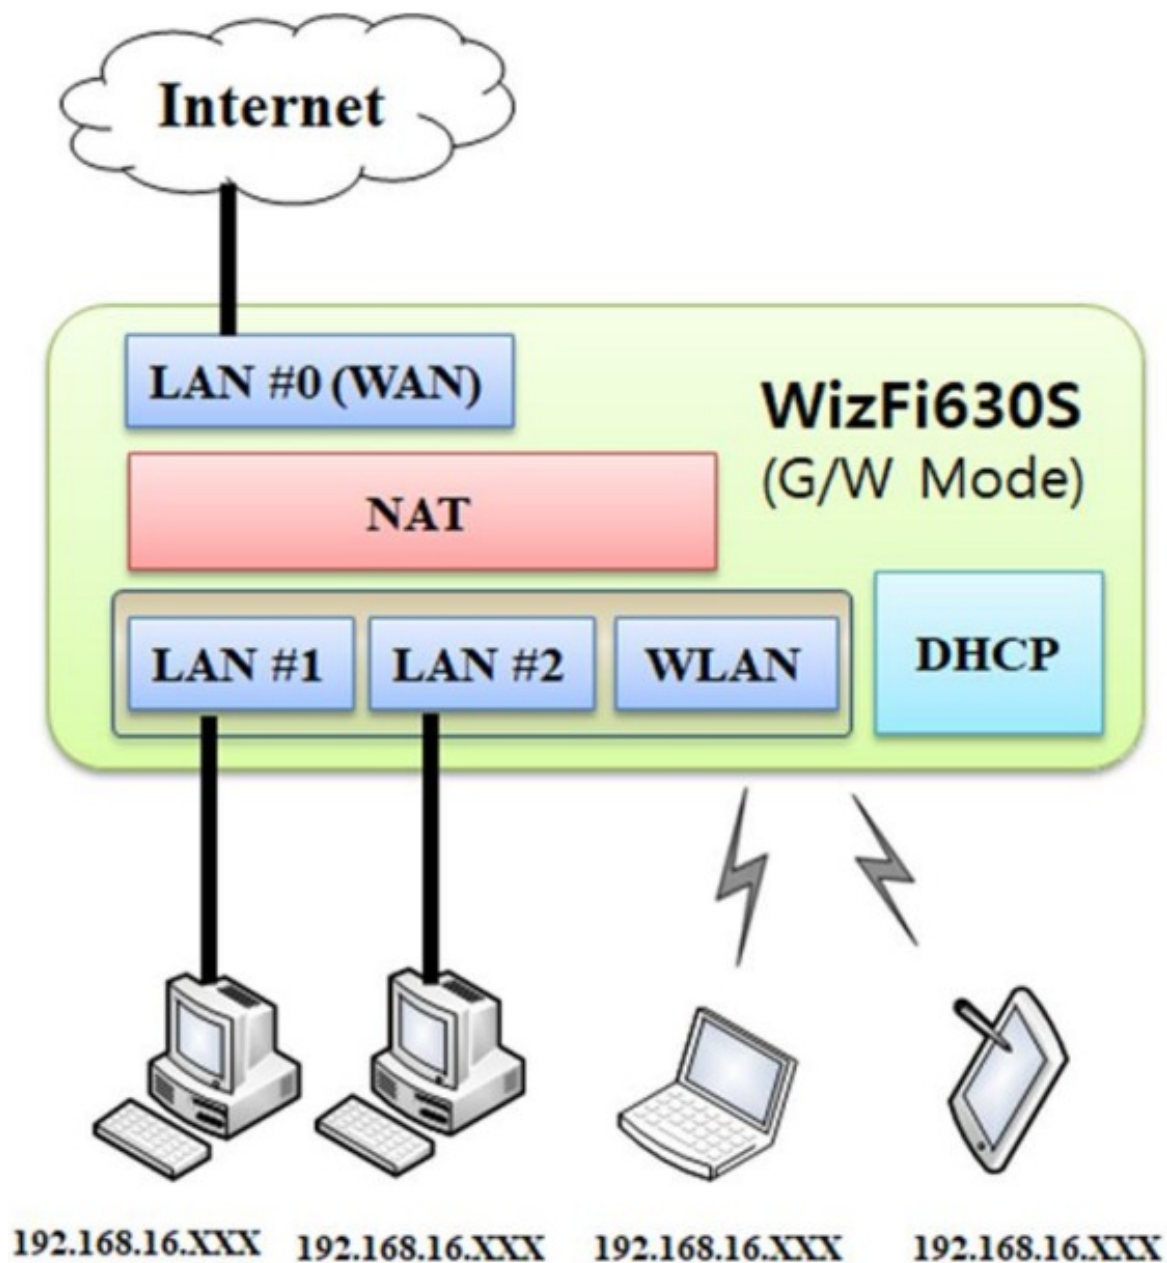 Internet
LAN #0 (WAN)
WizFi630S
(G/W Mode)
NAT
LAN #1
LAN #2
WLAN
DHCP
192.168.16.XXX
192.168.16.XXX
192.168.16.XXX
192.168.16.XXX